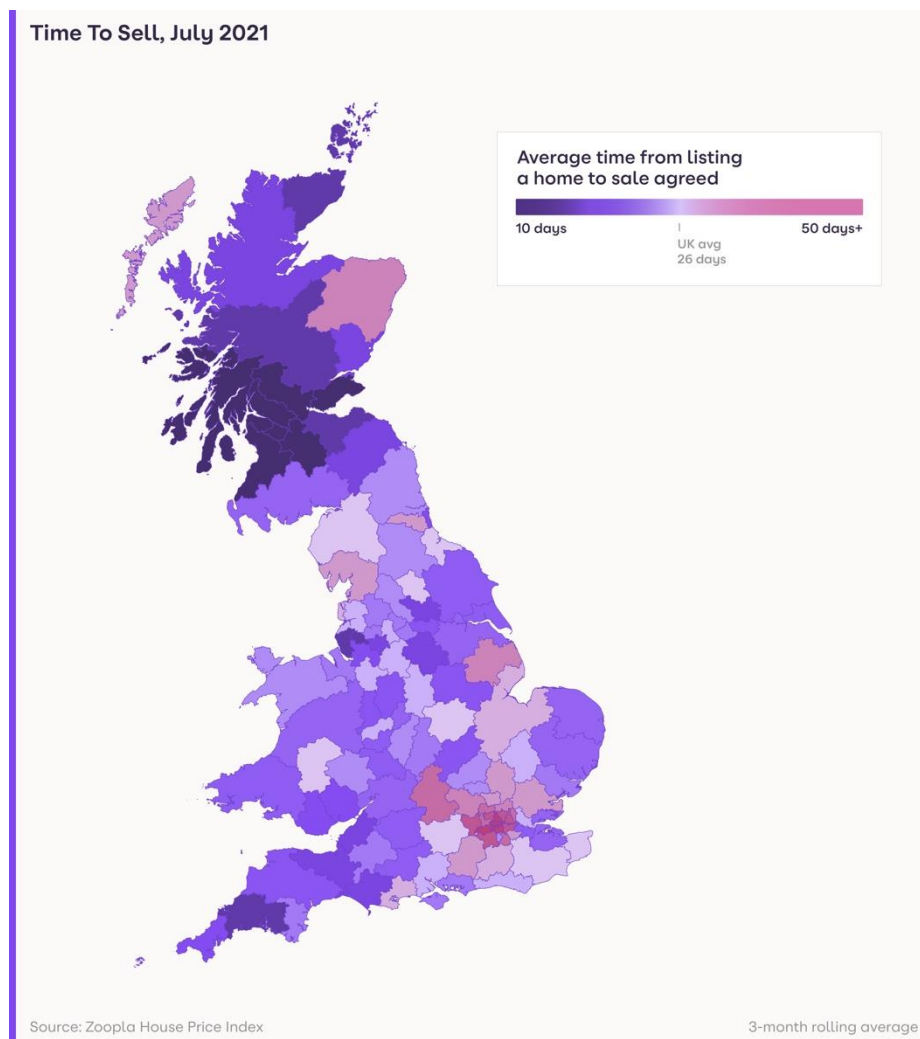 Time To Sell, July 2021
Average time from listing
a home to sale agreed
10 days
50 days+
UK avg
26 days
Source: Zoopla House Price Index
3-month rolling average